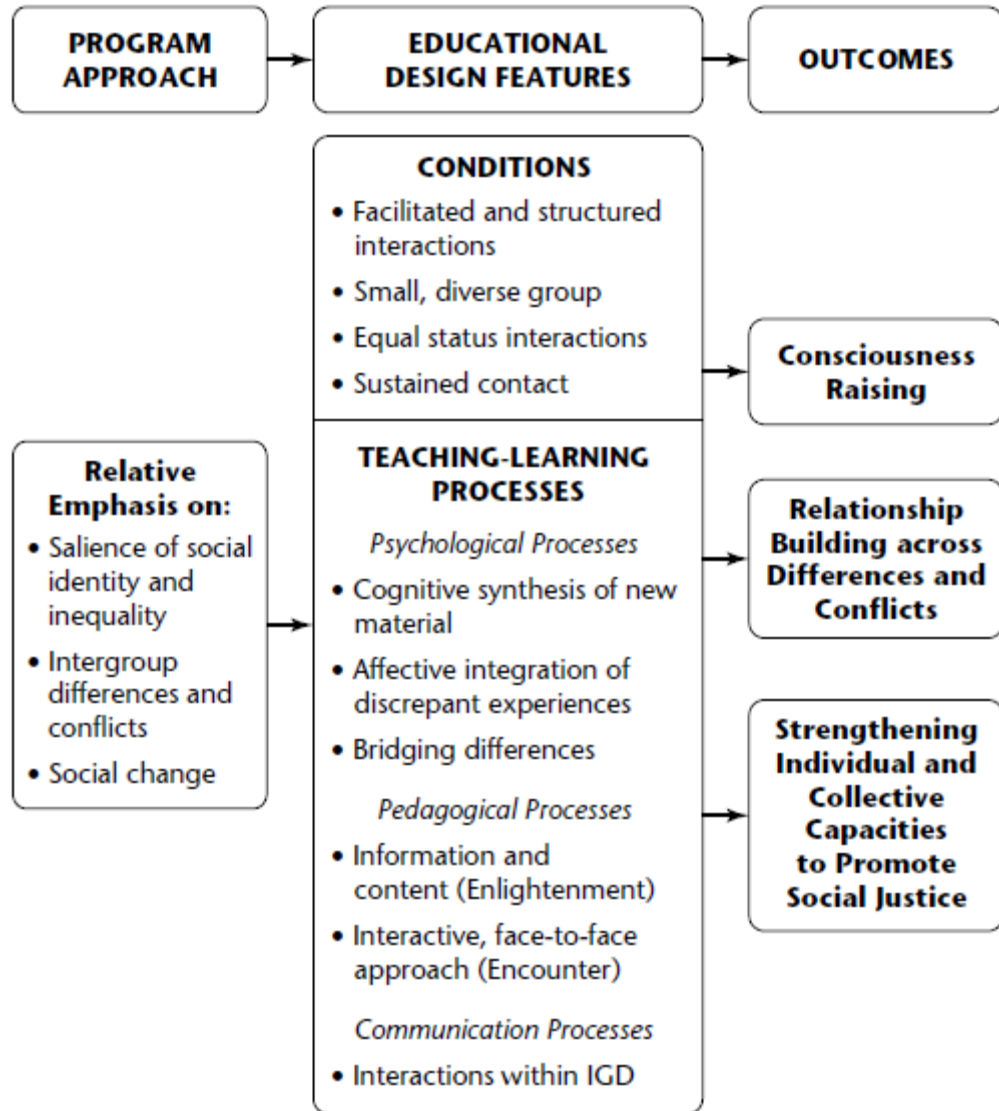 PROGRAM
APPROACH
EDUCATIONAL
DESIGN FEATURES
OUTCOMES
Relative
Emphasis on:
• Salience of social
identity and
inequality
• Intergroup
differences and
conflicts
• Social change
CONDITIONS
• Facilitated and structured
interactions
• Small, diverse group
• Equal status interactions
• Sustained contact
TEACHING-LEARNING
PROCESSES
Psychological Processes
• Cognitive synthesis of new
material
• Affective integration of
discrepant experiences
• Bridging differences
Pedagogical Processes
• Information and
content (Enlightenment)
• Interactive, face-to-face
approach (Encounter)
Communication Processes
• Interactions within IGD
Consciousness
Raising
Relationship
Building across
Differences and
Conflicts
Strengthening
Individual and
Collective
Capacities
to Promote
Social Justice